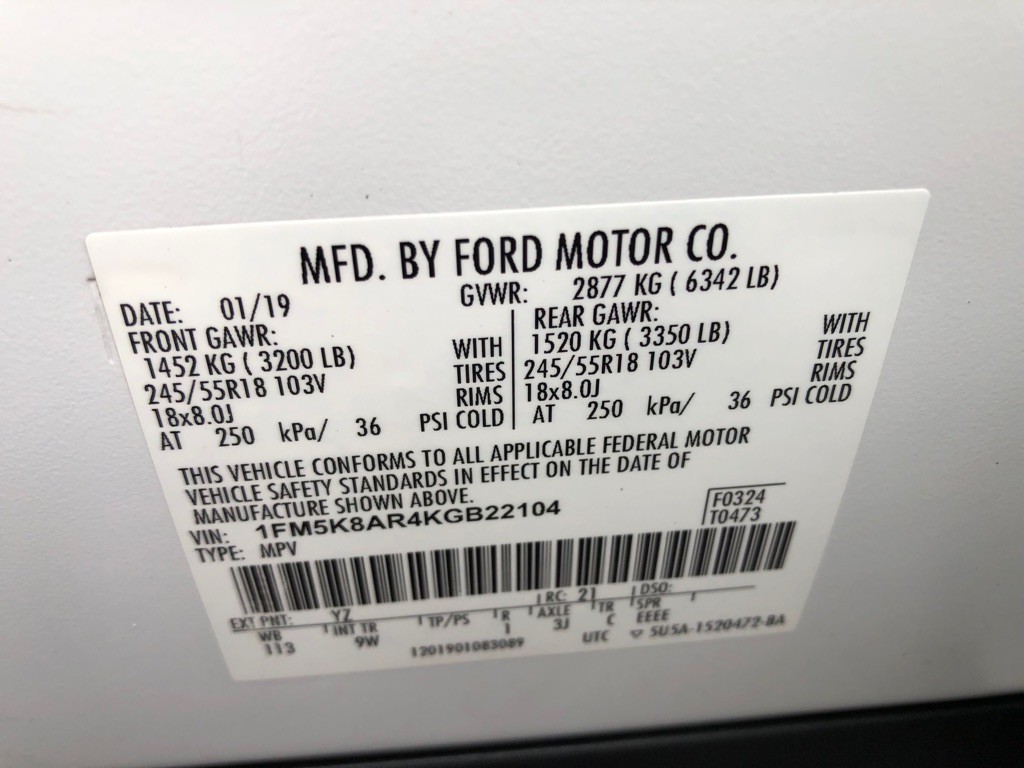 MFD. BY FORD MOTOR CO.
DATE: 01/19 GVWR: 2877 KG ( 6342 LB)
FRONT GAWR: REAR GAWR:
1452 KG ( 3200 LB) WITH 1520 KG ( 3350 LB) WITH
245/55R18 103V TIRES 245/55R18 103V TIRES
18x8.0J RIMS 18x8.0J RIMS
AT 250 kPa/ 36 PSI COLD AT 250 kPa/ 36 PSI COLD
THIS VEHICLE CONFORMS TO ALL APPLICABLE FEDERAL MOTOR
VEHICLE SAFETY STANDARDS IN EFFECT ON THE DATE OF
MANUFACTURE SHOWN ABOVE.
VIN: 1FM5K8AR4KGB22104 F0324
TYPE: MPV T0473
EXT PNT: YZ RC: 21 DSO:
WB INT TR TP/PS R AXLE TR SPR
113 9W 1 3J C EEEE
1201901083089 UTC ▽ 5U5A-1520472-BA